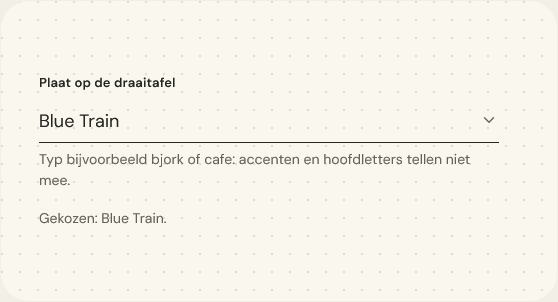 Plaat op de draaitafel
Blue Train
Typ bijvoorbeeld bjork of cafe: accenten en hoofdletters tellen niet
mee.
Gekozen: Blue Train.